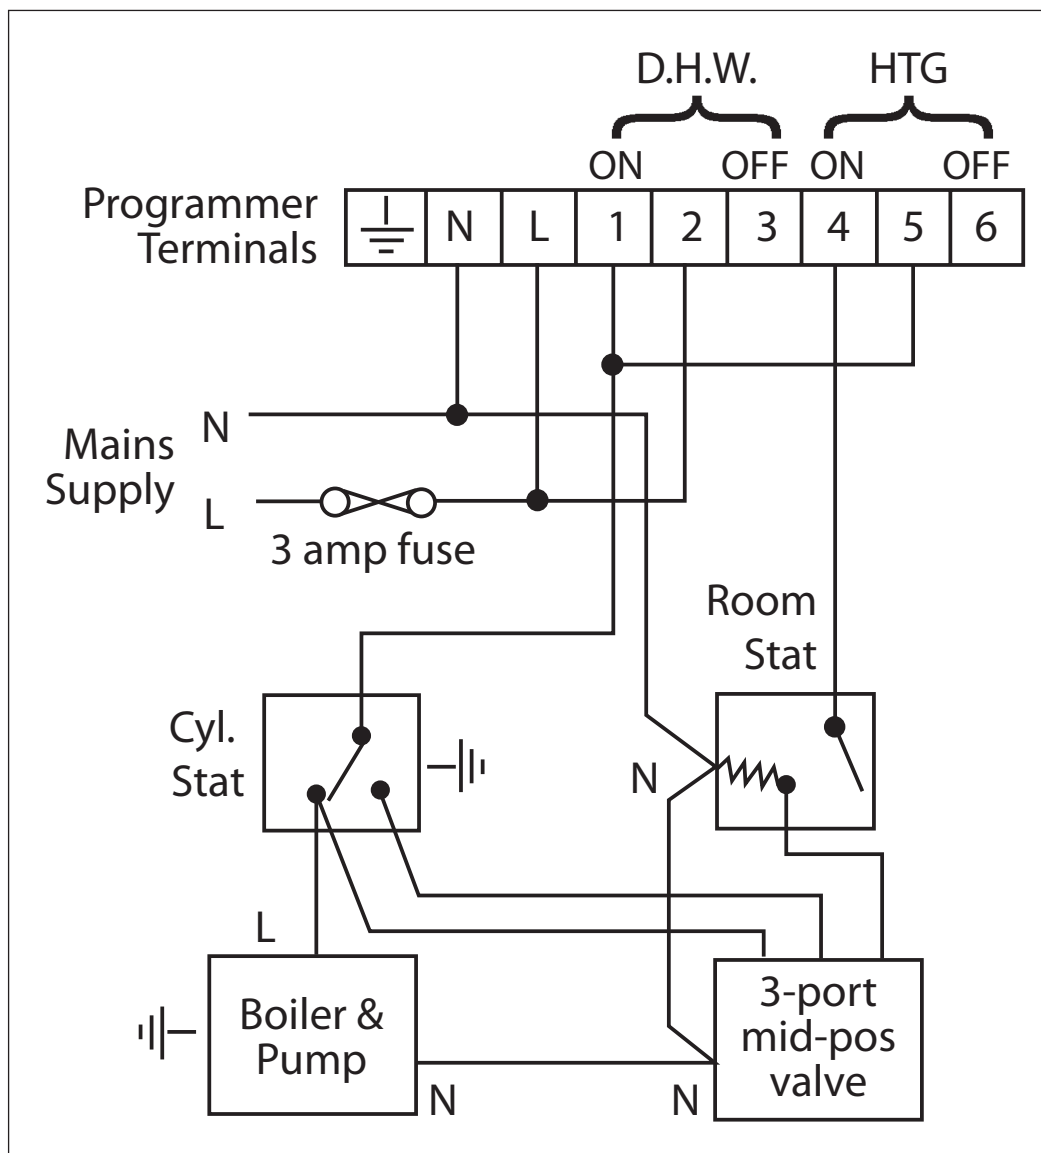 D.H.W. HTG
ON OFF ON OFF
Programmer
Terminals
N L 1 2 3 4 5 6
Mains
Supply
N
L
3 amp fuse
Room
Stat
Cyl.
Stat
N
L
Boiler &
Pump
3-port
mid-pos
valve
N N